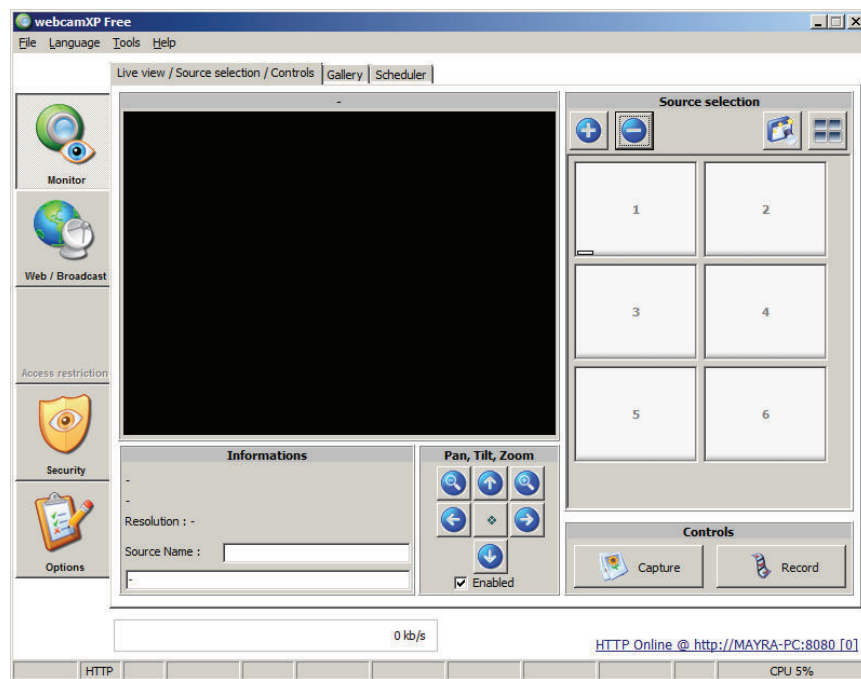 webcamXP Free
File Language Tools Help
Live view / Source selection / Controls Gallery Scheduler
Monitor
Web / Broadcast
Access restriction
Security
Options
-
Informations
-
-
Resolution : -
Source Name :
-
Pan, Tilt, Zoom
Enabled
Source selection
1 2
3 4
5 6
Controls
Capture Record
0 kb/s
HTTP Online @ http://MAYRA-PC:8080 [0]
HTTP CPU 5%